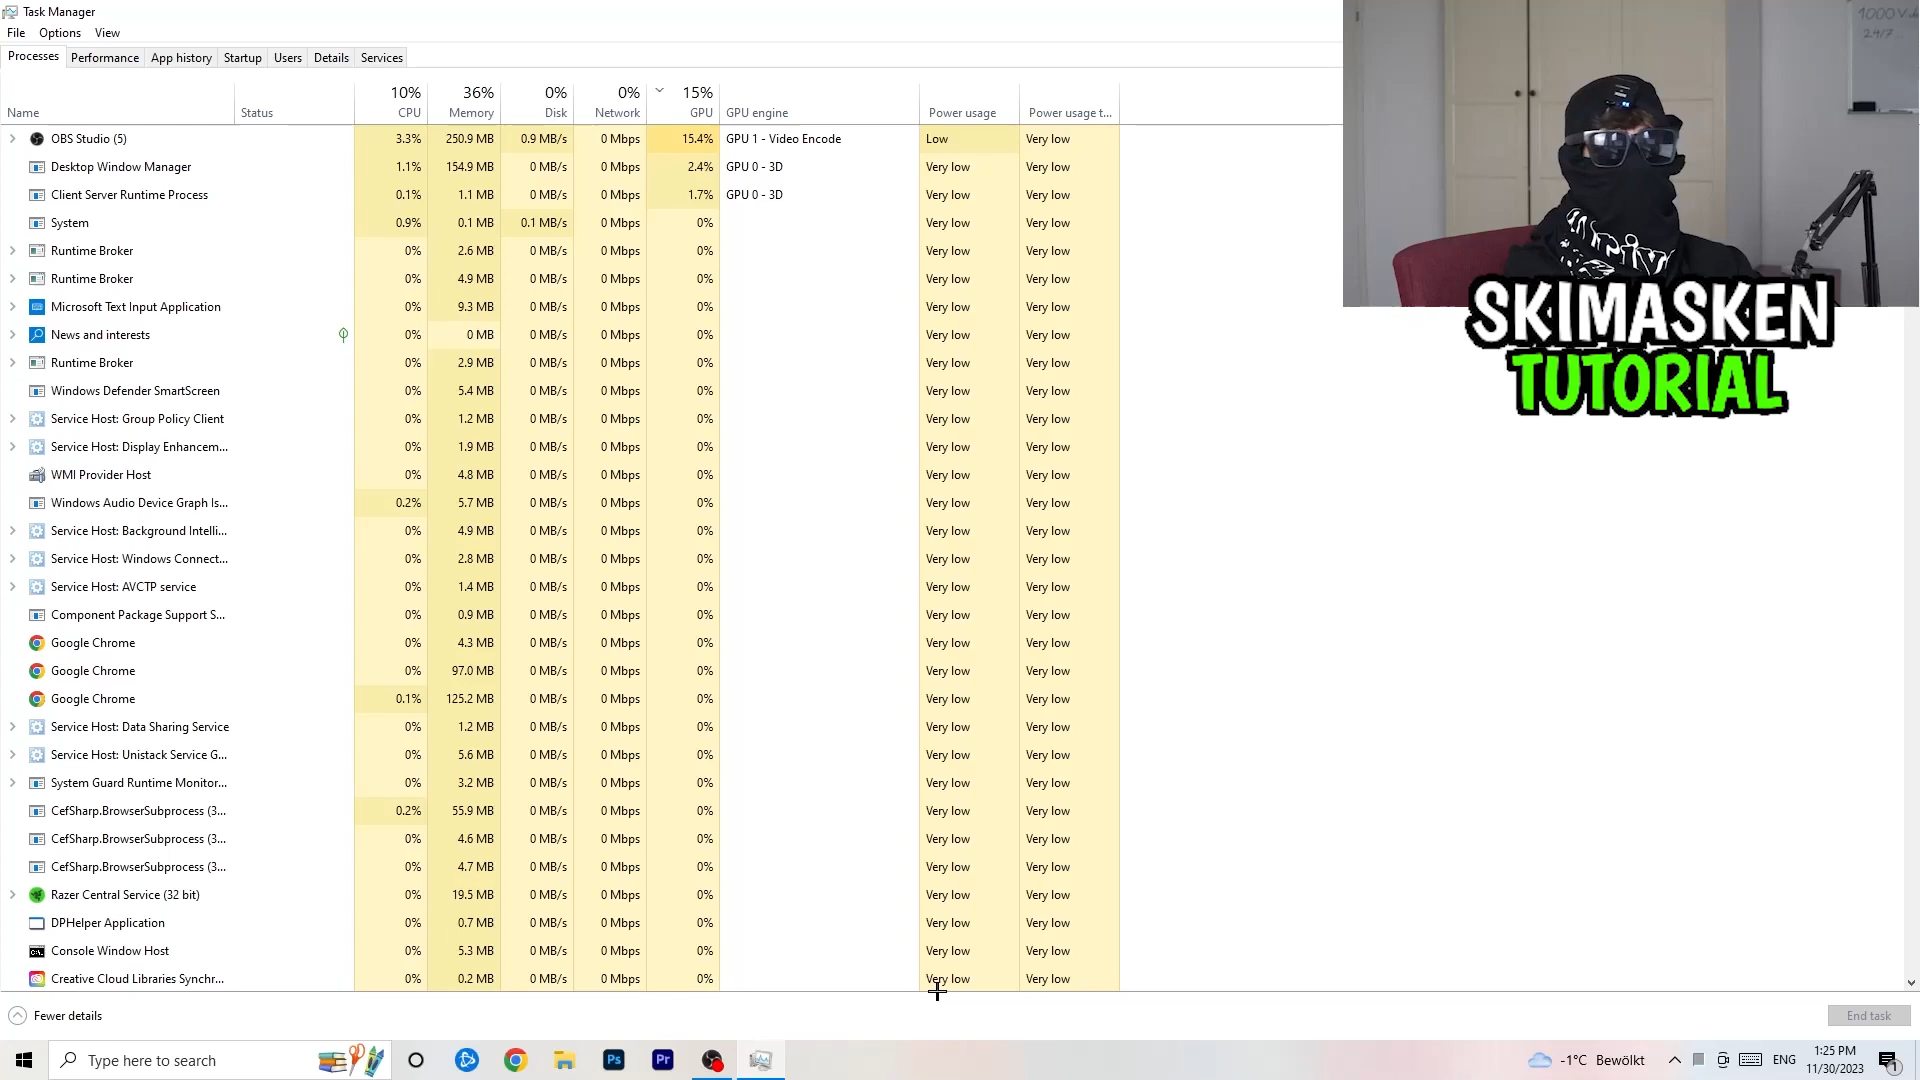 Task Manager
File Options View
Processes Performance App history Startup Users Details Services
10% 36% 0% 0% 15%
Name Status CPU Memory Disk Network GPU GPU engine Power usage Power usage t...
OBS Studio (5) 3.3% 250.9 MB 0.9 MB/s 0 Mbps 15.4% GPU 1 - Video Encode Low Very low
Desktop Window Manager 1.1% 154.9 MB 0 MB/s 0 Mbps 2.4% GPU 0 - 3D Very low Very low
Client Server Runtime Process 0.1% 1.1 MB 0 MB/s 0 Mbps 1.7% GPU 0 - 3D Very low Very low
System 0.9% 0.1 MB 0.1 MB/s 0 Mbps 0% Very low Very low
Runtime Broker 0% 2.6 MB 0 MB/s 0 Mbps 0% Very low Very low
Runtime Broker 0% 4.9 MB 0 MB/s 0 Mbps 0% Very low Very low
Microsoft Text Input Application 0% 9.3 MB 0 MB/s 0 Mbps 0% Very low Very low
News and interests 0% 0 MB 0 MB/s 0 Mbps 0% Very low Very low
Runtime Broker 0% 2.9 MB 0 MB/s 0 Mbps 0% Very low Very low
Windows Defender SmartScreen 0% 5.4 MB 0 MB/s 0 Mbps 0% Very low Very low
Service Host: Group Policy Client 0% 1.2 MB 0 MB/s 0 Mbps 0% Very low Very low
Service Host: Display Enhancem... 0% 1.9 MB 0 MB/s 0 Mbps 0% Very low Very low
WMI Provider Host 0% 4.8 MB 0 MB/s 0 Mbps 0% Very low Very low
Windows Audio Device Graph Is... 0.2% 5.7 MB 0 MB/s 0 Mbps 0% Very low Very low
Service Host: Background Intelli... 0% 4.9 MB 0 MB/s 0 Mbps 0% Very low Very low
Service Host: Windows Connect... 0% 2.8 MB 0 MB/s 0 Mbps 0% Very low Very low
Service Host: AVCTP service 0% 1.4 MB 0 MB/s 0 Mbps 0% Very low Very low
Component Package Support S... 0% 0.9 MB 0 MB/s 0 Mbps 0% Very low Very low
Google Chrome 0% 4.3 MB 0 MB/s 0 Mbps 0% Very low Very low
Google Chrome 0% 97.0 MB 0 MB/s 0 Mbps 0% Very low Very low
Google Chrome 0.1% 125.2 MB 0 MB/s 0 Mbps 0% Very low Very low
Service Host: Data Sharing Service 0% 1.2 MB 0 MB/s 0 Mbps 0% Very low Very low
Service Host: Unistack Service G... 0% 5.6 MB 0 MB/s 0 Mbps 0% Very low Very low
System Guard Runtime Monitor... 0% 3.2 MB 0 MB/s 0 Mbps 0% Very low Very low
CefSharp.BrowserSubprocess (3... 0.2% 55.9 MB 0 MB/s 0 Mbps 0% Very low Very low
CefSharp.BrowserSubprocess (3... 0% 4.6 MB 0 MB/s 0 Mbps 0% Very low Very low
CefSharp.BrowserSubprocess (3... 0% 4.7 MB 0 MB/s 0 Mbps 0% Very low Very low
Razer Central Service (32 bit) 0% 19.5 MB 0 MB/s 0 Mbps 0% Very low Very low
DPHelper Application 0% 0.7 MB 0 MB/s 0 Mbps 0% Very low Very low
Console Window Host 0% 5.3 MB 0 MB/s 0 Mbps 0% Very low Very low
Creative Cloud Libraries Synchr... 0% 0.2 MB 0 MB/s 0 Mbps 0% Very low Very low
Fewer details End task
Type here to search Ps Pr -1°C Bewölkt ENG 1:25 PM
11/30/2023
1
24/7
SKIMASKEN
TUTORIAL